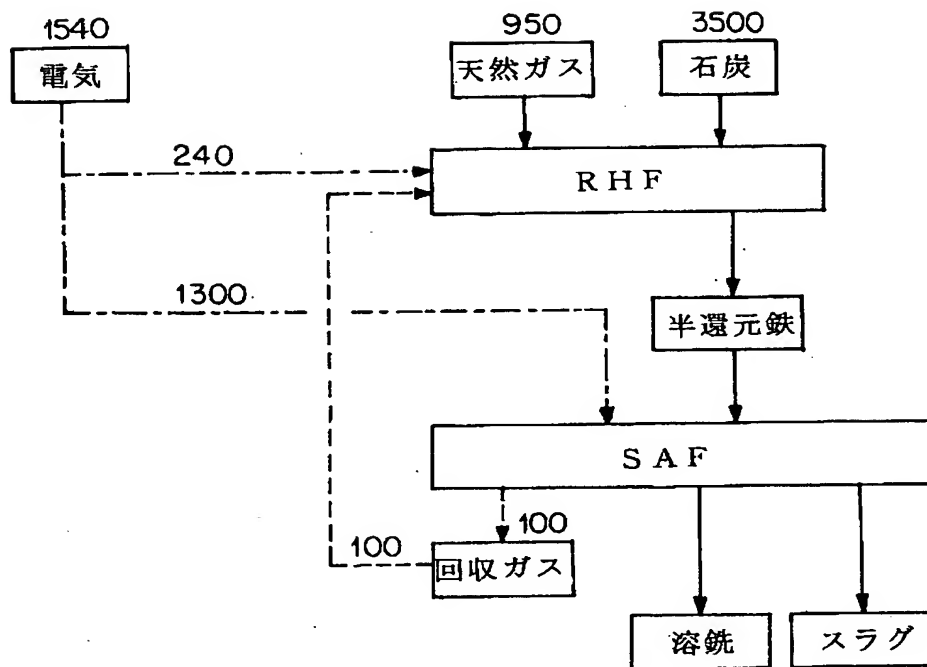 1540
電気
950
天然ガス
3500
石炭
240
RHF
1300
半還元鉄
SAF
100
100
回収ガス
溶銑
スラグ